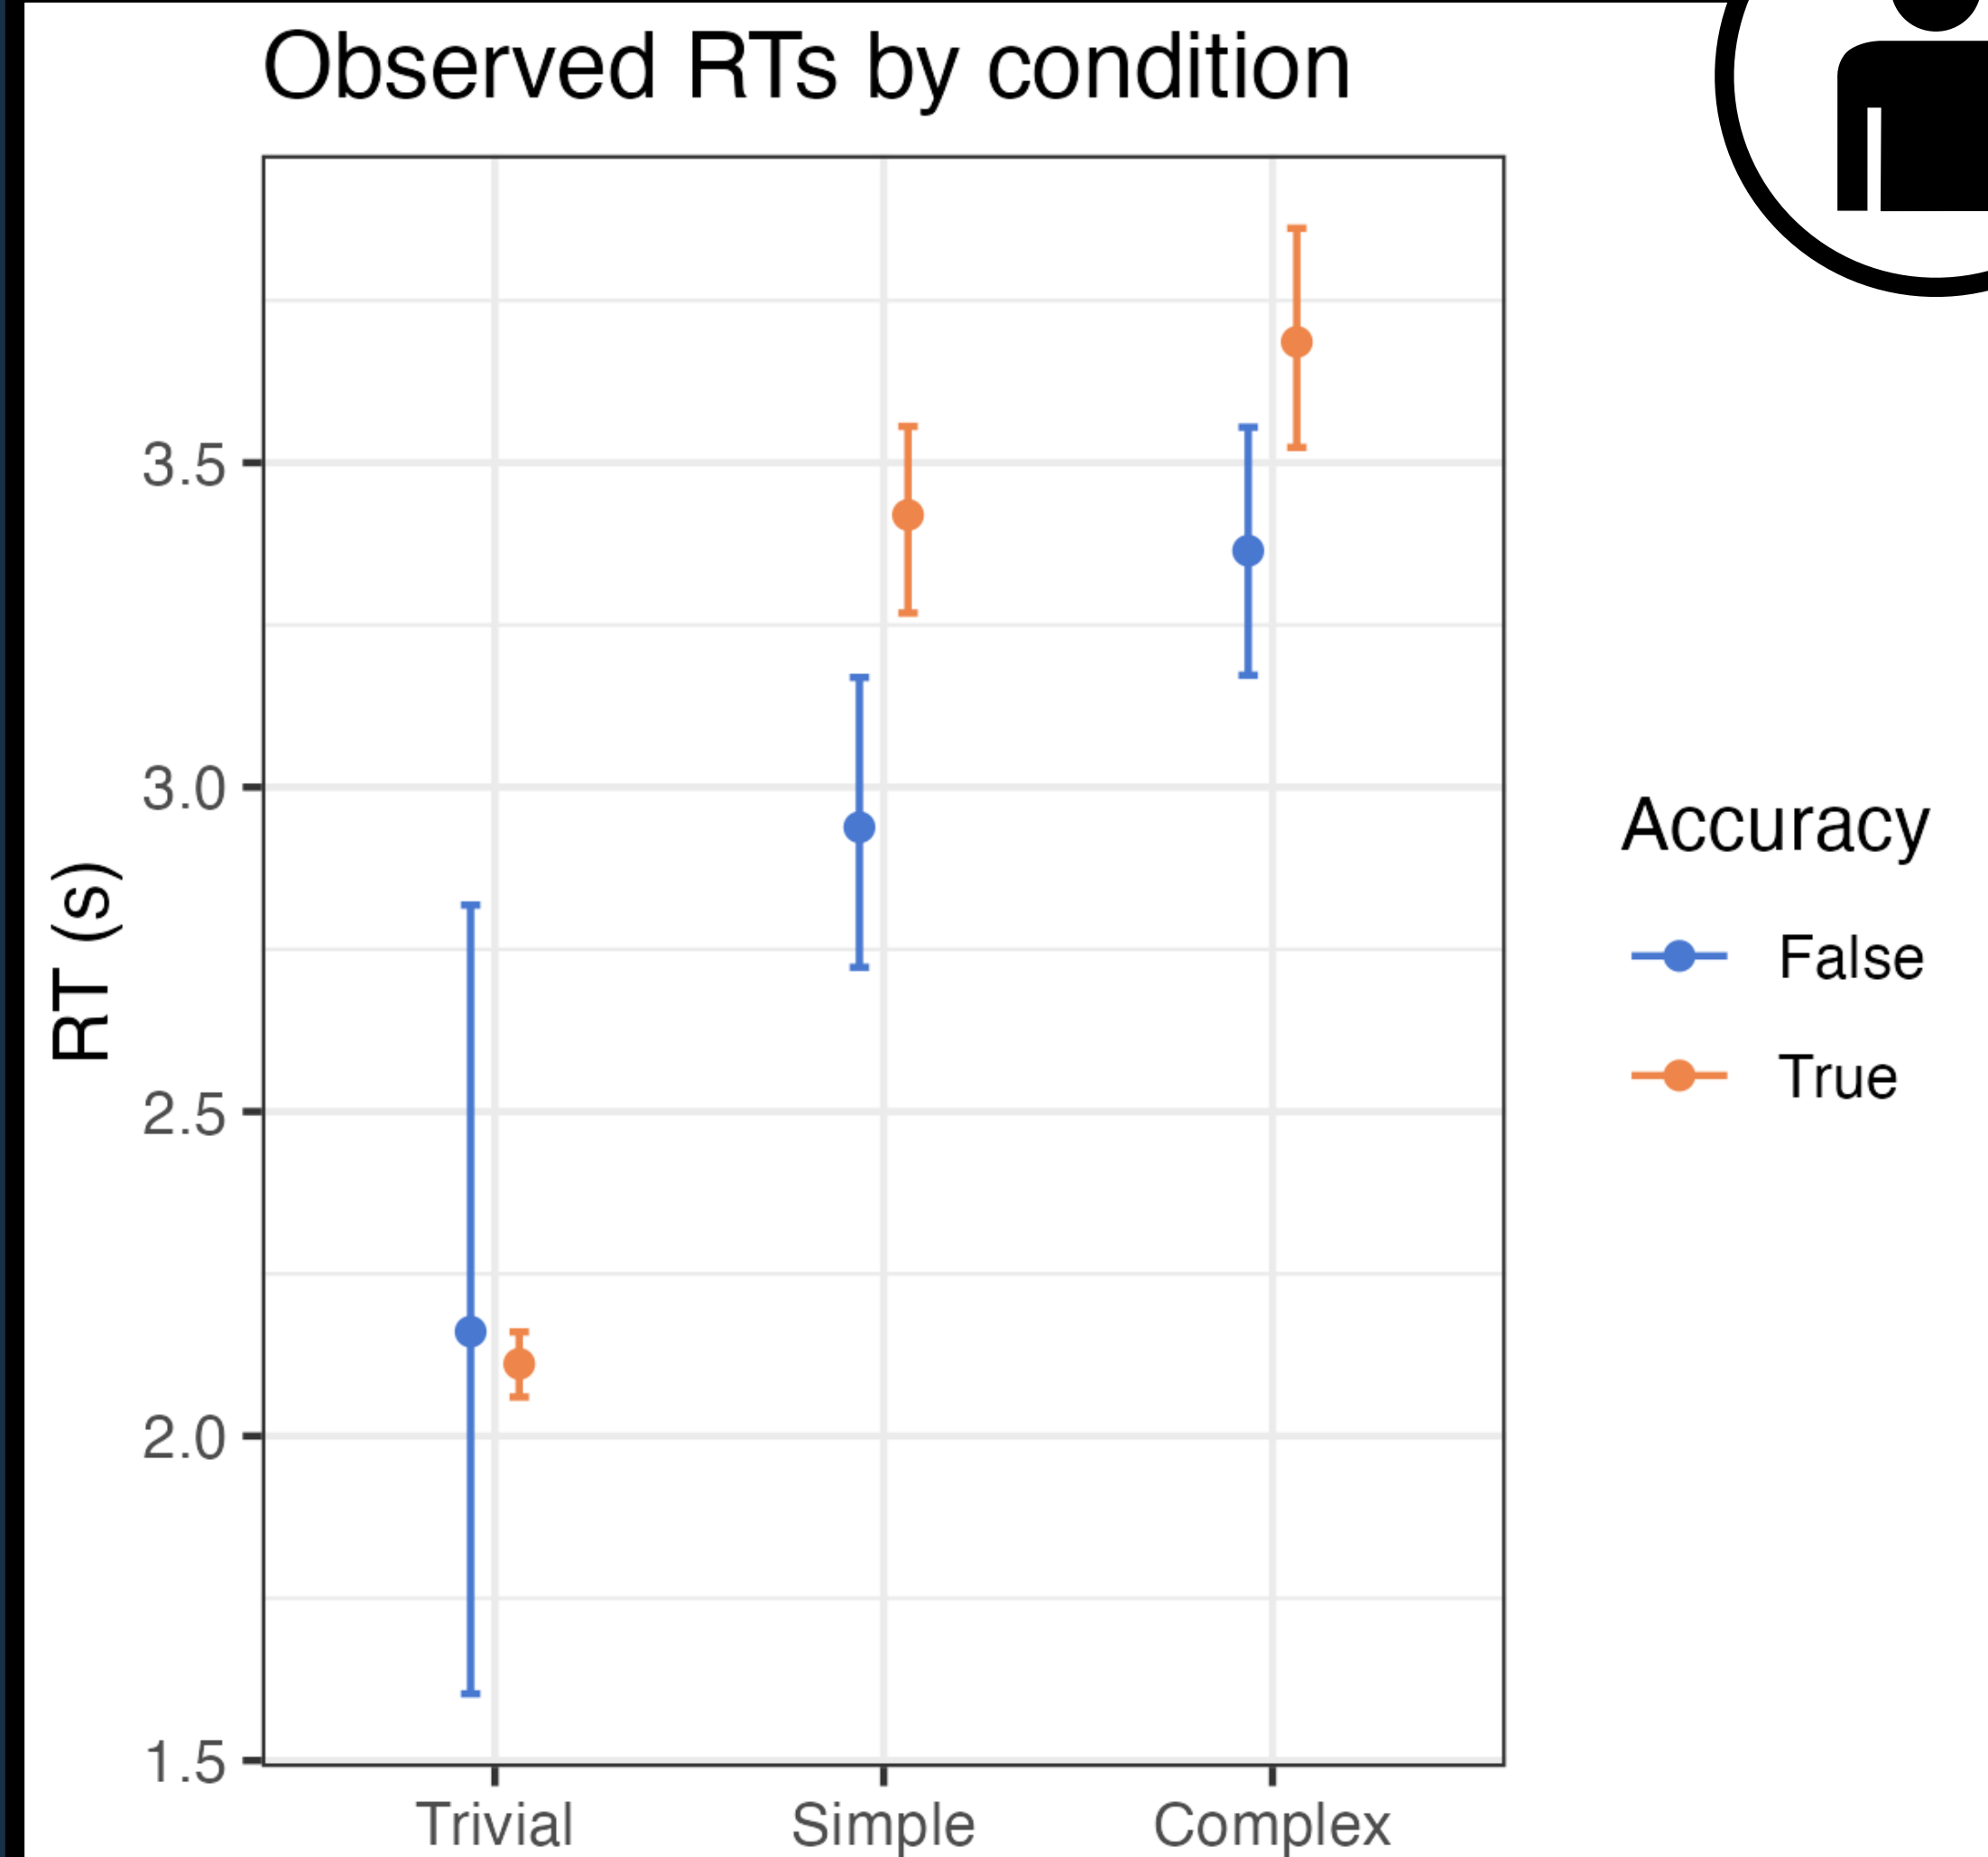 Observed RTs by condition
RT (s)
3.5
3.0
2.5
2.0
1.5
Trivial
Simple
Complex
Accuracy
False
True